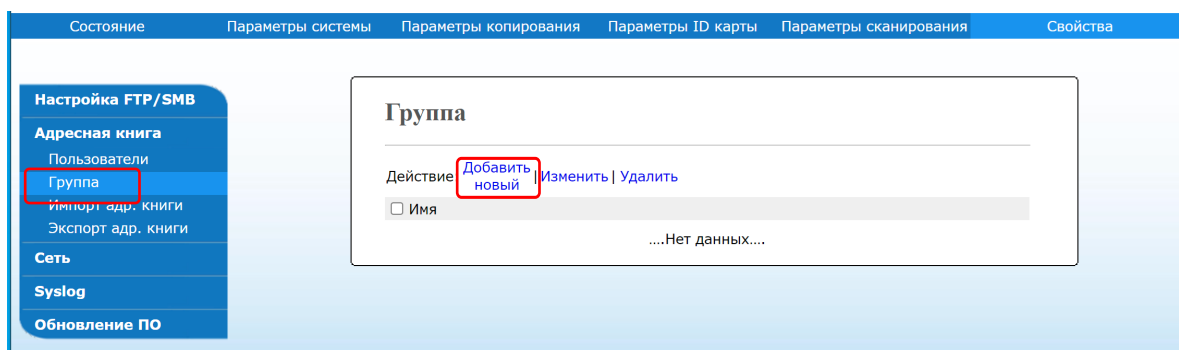 Состояние Параметры системы Параметры копирования Параметры ID карты Параметры сканирования Свойства
Настройка FTP/SMB
Адресная книга
Пользователи
Группа
Импорт адр. книги
Экспорт адр. книги
Сеть
Syslog
Обновление ПО
Группа
Действие Добавить новый | Изменить | Удалить
Имя
....Нет данных....